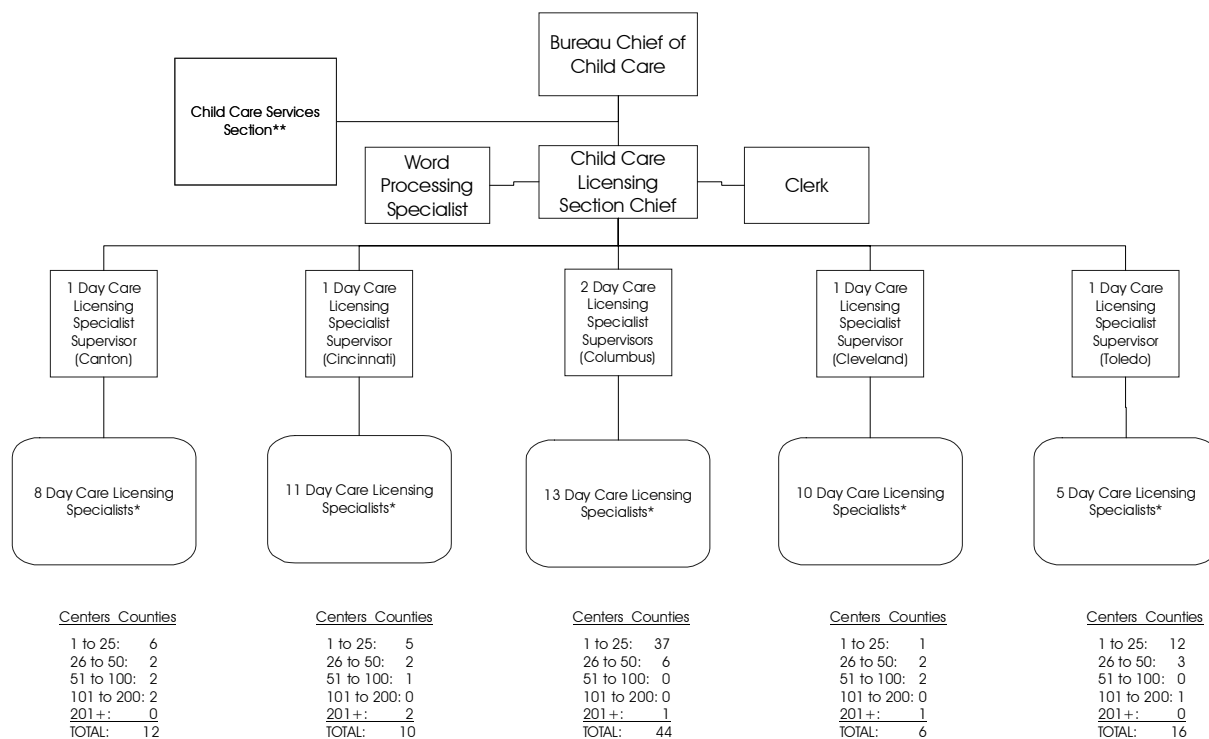 Bureau Chief of
Child Care
Child Care Services
Section**
Word
Processing
Specialist
Child Care
Licensing
Section Chief
Clerk
1 Day Care
Licensing
Specialist
Supervisor
(Canton)
1 Day Care
Licensing
Specialist
Supervisor
(Cincinnati)
2 Day Care
Licensing
Specialist
Supervisors
(Columbus)
1 Day Care
Licensing
Specialist
Supervisor
(Cleveland)
1 Day Care
Licensing
Specialist
Supervisor
(Toledo)
8 Day Care Licensing
Specialists*
11 Day Care Licensing
Specialists*
13 Day Care Licensing
Specialists*
10 Day Care Licensing
Specialists*
5 Day Care Licensing
Specialists*
Centers Counties
1 to 25: 6
26 to 50: 2
51 to 100: 2
101 to 200: 2
201+: 0
TOTAL: 12
Centers Counties
1 to 25: 5
26 to 50: 2
51 to 100: 1
101 to 200: 0
201+: 2
TOTAL: 10
Centers Counties
1 to 25: 37
26 to 50: 6
51 to 100: 0
101 to 200: 0
201+: 1
TOTAL: 44
Centers Counties
1 to 25: 1
26 to 50: 2
51 to 100: 2
101 to 200: 0
201+: 1
TOTAL: 6
Centers Counties
1 to 25: 12
26 to 50: 3
51 to 100: 0
101 to 200: 1
201+: 0
TOTAL: 16